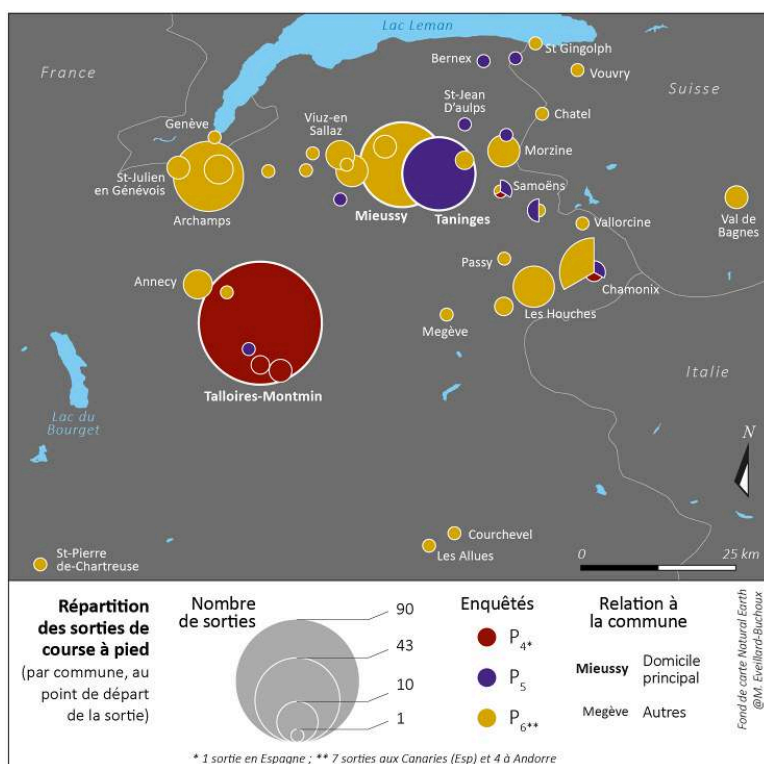 Lac Leman
France
Suisse
Italie
Bernex
St Gingolph
Vouvry
St-Jean
D'aulps
Chatel
Genève
Viuz-en
Sallaz
Morzine
St-Julien
en Génévois
Archamps
Mieussy
Taninges
Samoëns
Val de
Bagnes
Vallorcine
Passy
Chamonix
Annecy
Les Houches
Megève
Talloires-Montmin
Lac du
Bourget
N
Courchevel
Les Allues
St-Pierre
de-Chartreuse
0 25 km
Répartition
des sorties de
course à pied
(par commune, au
point de départ
de la sortie)
Nombre
de sorties
90
43
10
1
Enquêtés
P4*
P5
P6**
Relation à
la commune
Mieussy Domicile
principal
Megève Autres
Fond de carte Natural Earth
@M. Eveillard-Buchoux
* 1 sortie en Espagne ; ** 7 sorties aux Canaries (Esp) et 4 à Andorre